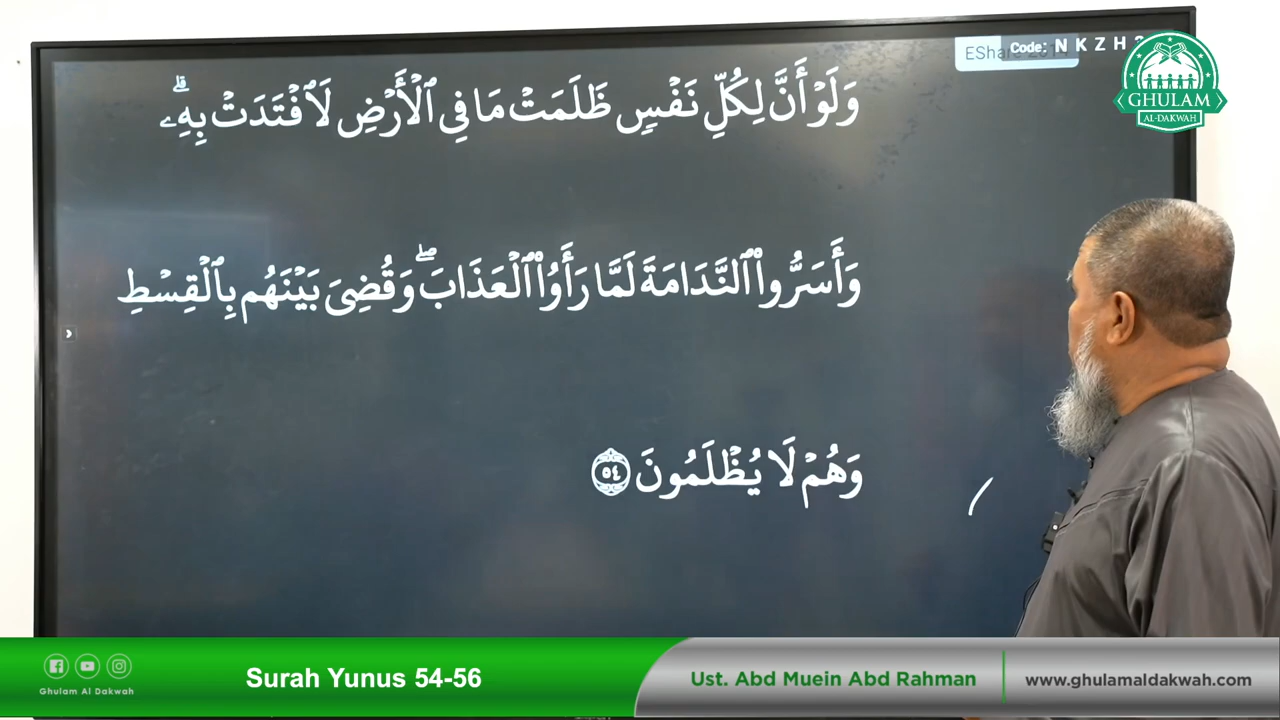 EShare Code: N K Z H
GHULAM
AL-DAKWAH
وَلَوْ أَنَّ لِكُلِّ نَفْسٍ ظَلَمَتْ مَا فِي ٱلْأَرْضِ لَٱفْتَدَتْ بِهِۦۗ
وَأَسَرُّوا۟ ٱلنَّدَامَةَ لَمَّا رَأَوُا۟ ٱلْعَذَابَۖ وَقُضِىَ بَيْنَهُم بِٱلْقِسْطِ
وَهُمْ لَا يُظْلَمُونَ ٥٤
Ghulam Al Dakwah
Surah Yunus 54-56
Ust. Abd Muein Abd Rahman
www.ghulamaldakwah.com